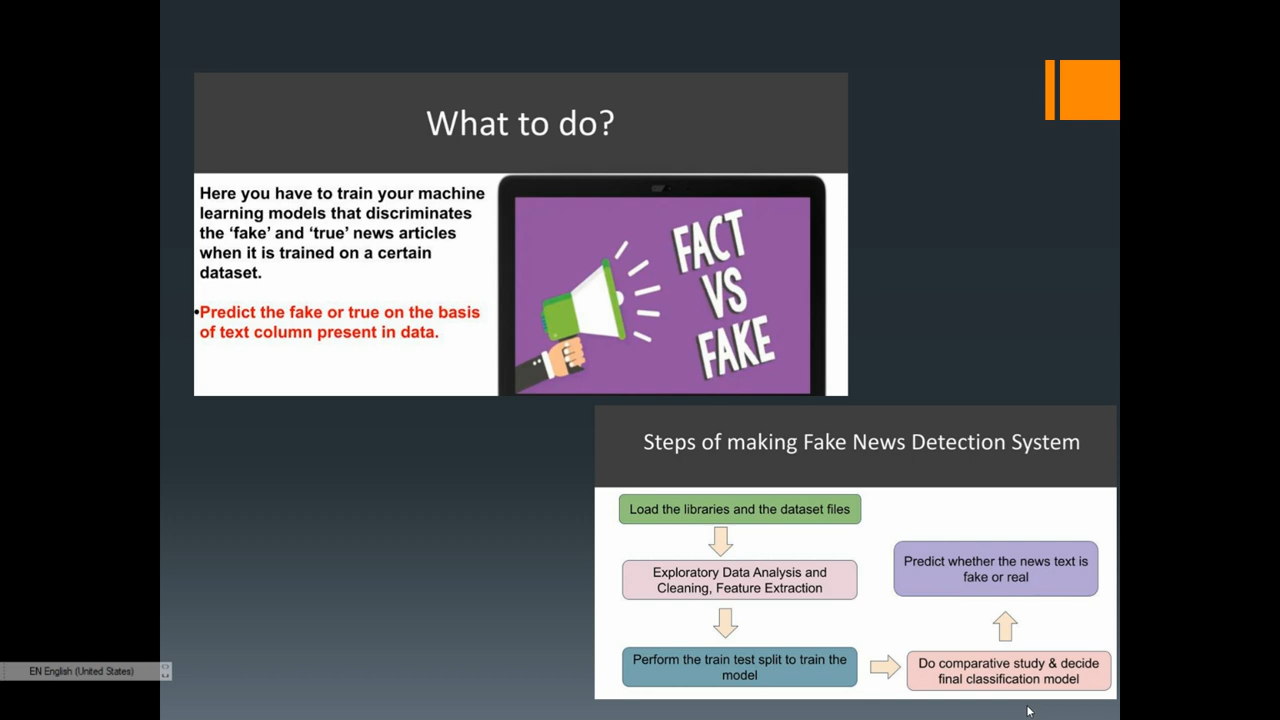 What to do?
Here you have to train your machine
learning models that discriminates
the ‘fake’ and ‘true’ news articles
when it is trained on a certain
dataset.
•Predict the fake or true on the basis
of text column present in data.
FACT
VS
FAKE
Steps of making Fake News Detection System
Load the libraries and the dataset files
Exploratory Data Analysis and
Cleaning, Feature Extraction
Perform the train test split to train the
model
Do comparative study & decide
final classification model
Predict whether the news text is
fake or real
EN English (United States)